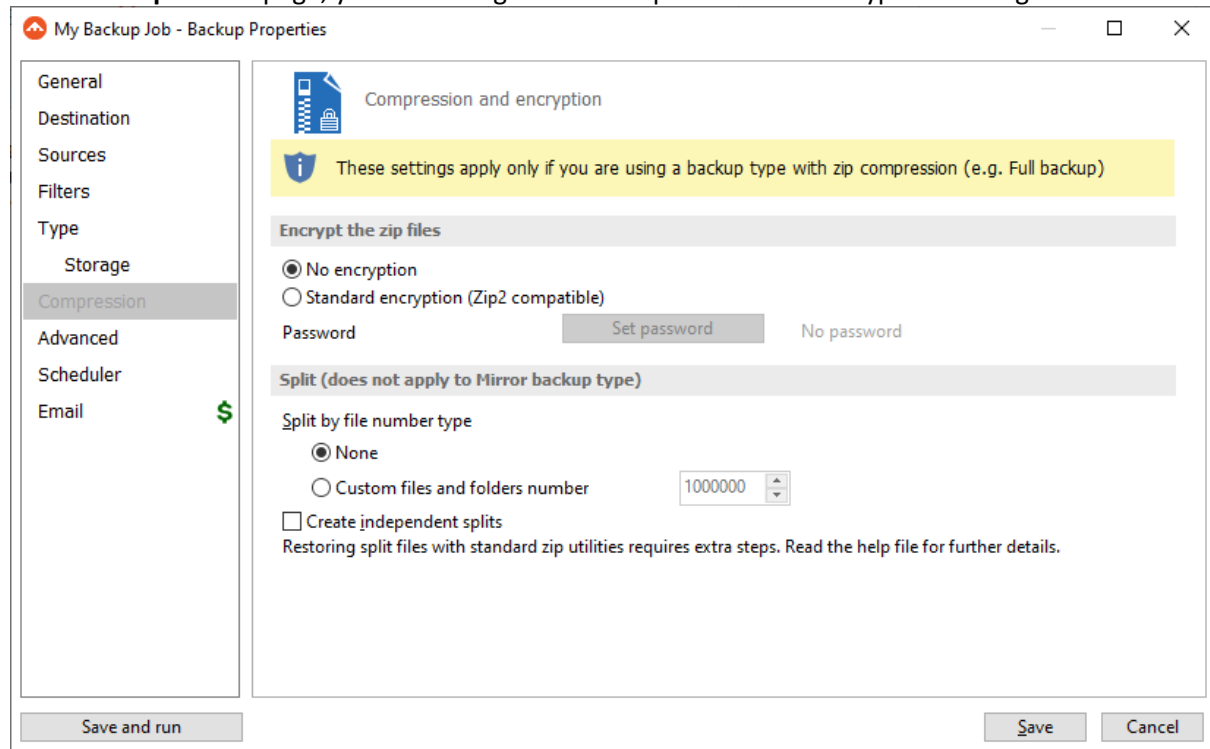 My Backup Job - Backup Properties
General
Destination
Sources
Filters
Type
Storage
Compression
Advanced
Scheduler
Email $
Compression and encryption
These settings apply only if you are using a backup type with zip compression (e.g. Full backup)
Encrypt the zip files
No encryption
Standard encryption (Zip2 compatible)
Password Set password No password
Split (does not apply to Mirror backup type)
Split by file number type
None
Custom files and folders number 1000000
Create independent splits
Restoring split files with standard zip utilities requires extra steps. Read the help file for further details.
Save and run Save Cancel